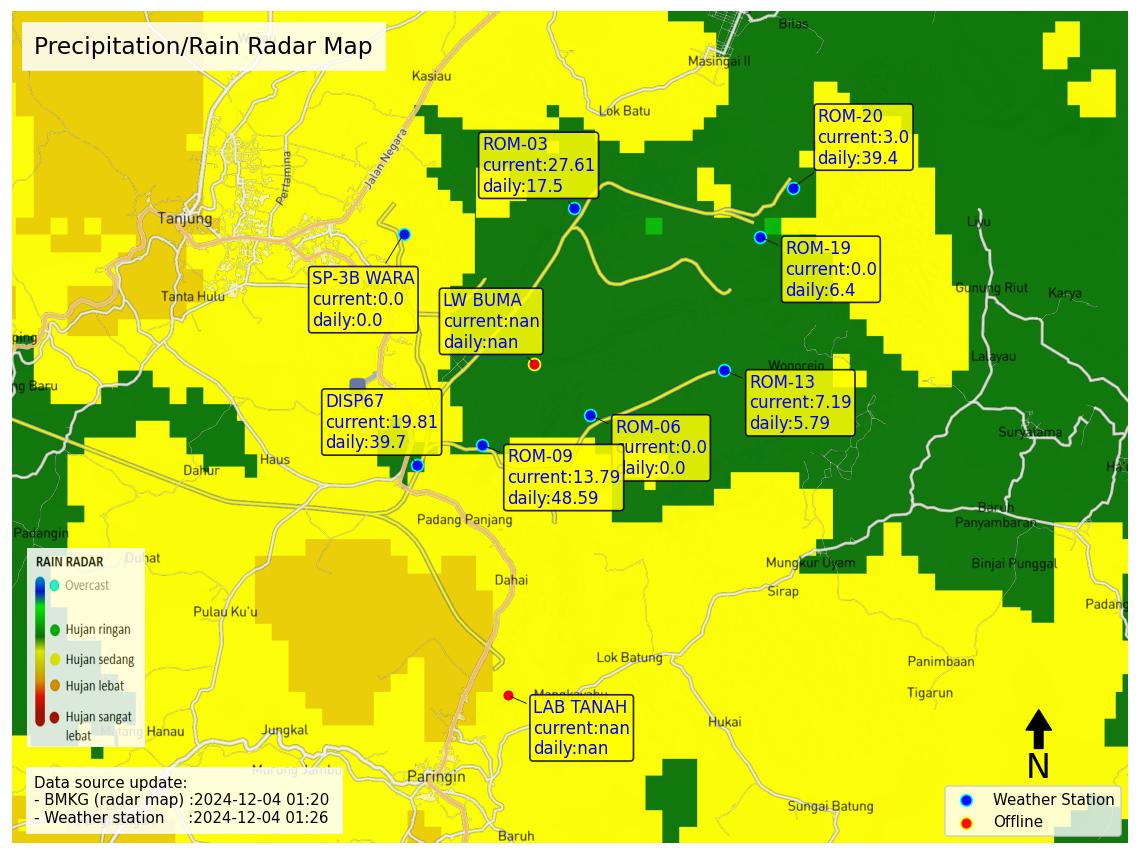 Precipitation/Rain Radar Map
Bilas
Masingai II
Kasiau
Lok Batu
ROM-20
current:3.0
daily:39.4
ROM-03
current:27.61
daily:17.5
Jalan Negara
Pertamina
Tanjung
Liyu
ROM-19
current:0.0
daily:6.4
SP-3B WARA
current:0.0
daily:0.0
Tanta Hulu
LW BUMA
current:nan
daily:nan
Gunung Riut
Karya
Lalayau
Wonorejo
ng Baru
ROM-13
current:7.19
daily:5.79
DISP67
current:19.81
daily:39.7
ROM-06
current:0.0
daily:0.0
Suryatama
Haus
Dahur
ROM-09
current:13.79
daily:48.59
Padang Panjang
Baruh
Panyambaran
Padangin
Mungkur Uyam
Binjai Punggal
Sirap
Dahai
Padang
Pulau Ku'u
RAIN RADAR
Overcast
Hujan ringan
Hujan sedang
Hujan lebat
Hujan sangat
lebat
Lok Batung
Panimbaan
Tigarun
LAB TANAH
current:nan
daily:nan
Hukai
Jungkal
Manau
Paringin
Sungai Batung
Baruh
N
Data source update:
- BMKG (radar map) :2024-12-04 01:20
- Weather station :2024-12-04 01:26
Weather Station
Offline